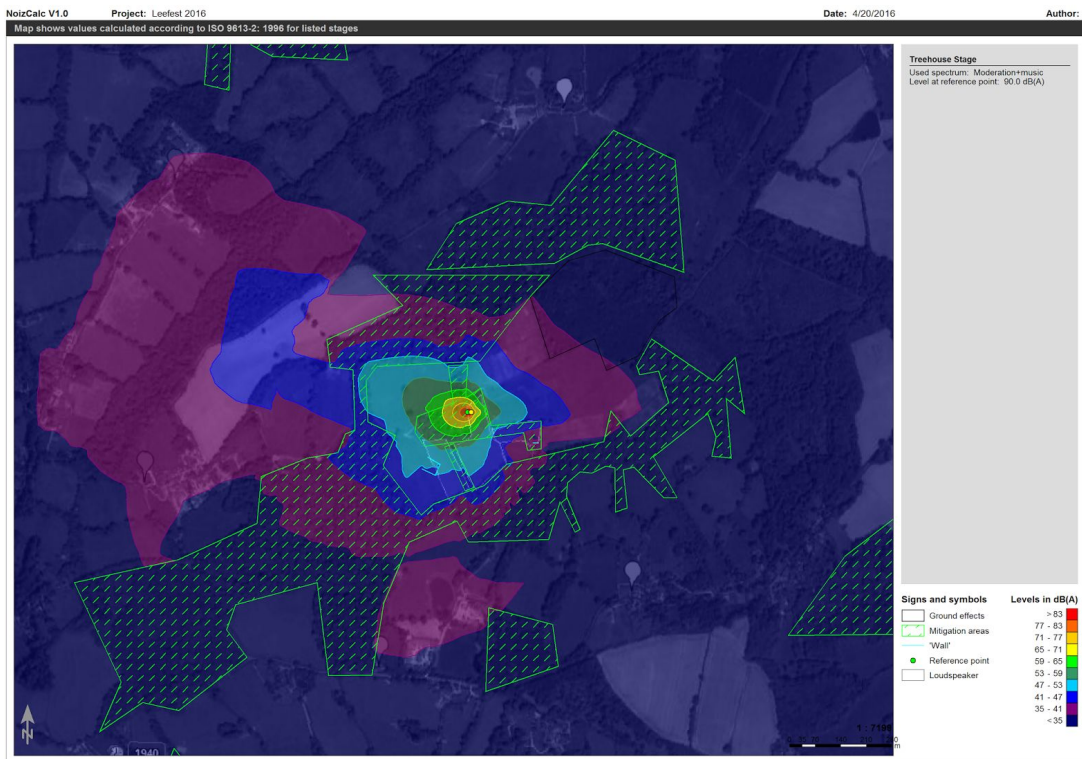 NoizCalc V1.0 Project: Leefest 2016 Date: 4/20/2016 Author:
Map shows values calculated according to ISO 9613-2: 1996 for listed stages
Treehouse Stage
Used spectrum: Moderation+music
Level at reference point: 90.0 dB(A)
Signs and symbols
Ground effects
Mitigation areas
'Wall'
Reference point
Loudspeaker
Levels in dB(A)
> 83
77 - 83
71 - 77
65 - 71
59 - 65
53 - 59
47 - 53
41 - 47
35 - 41
<35
N
1940
m